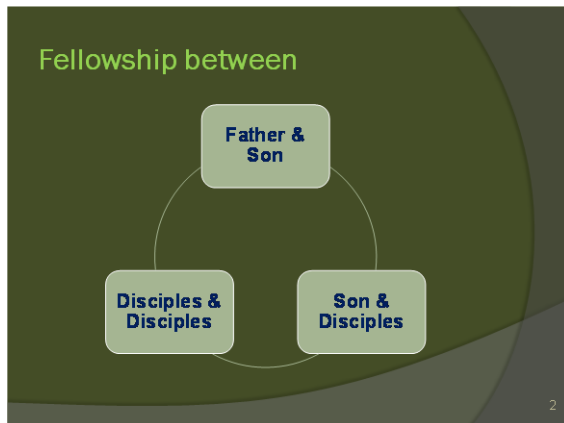 Fellowship between
Father &
Son
Disciples &
Disciples
Son &
Disciples
2